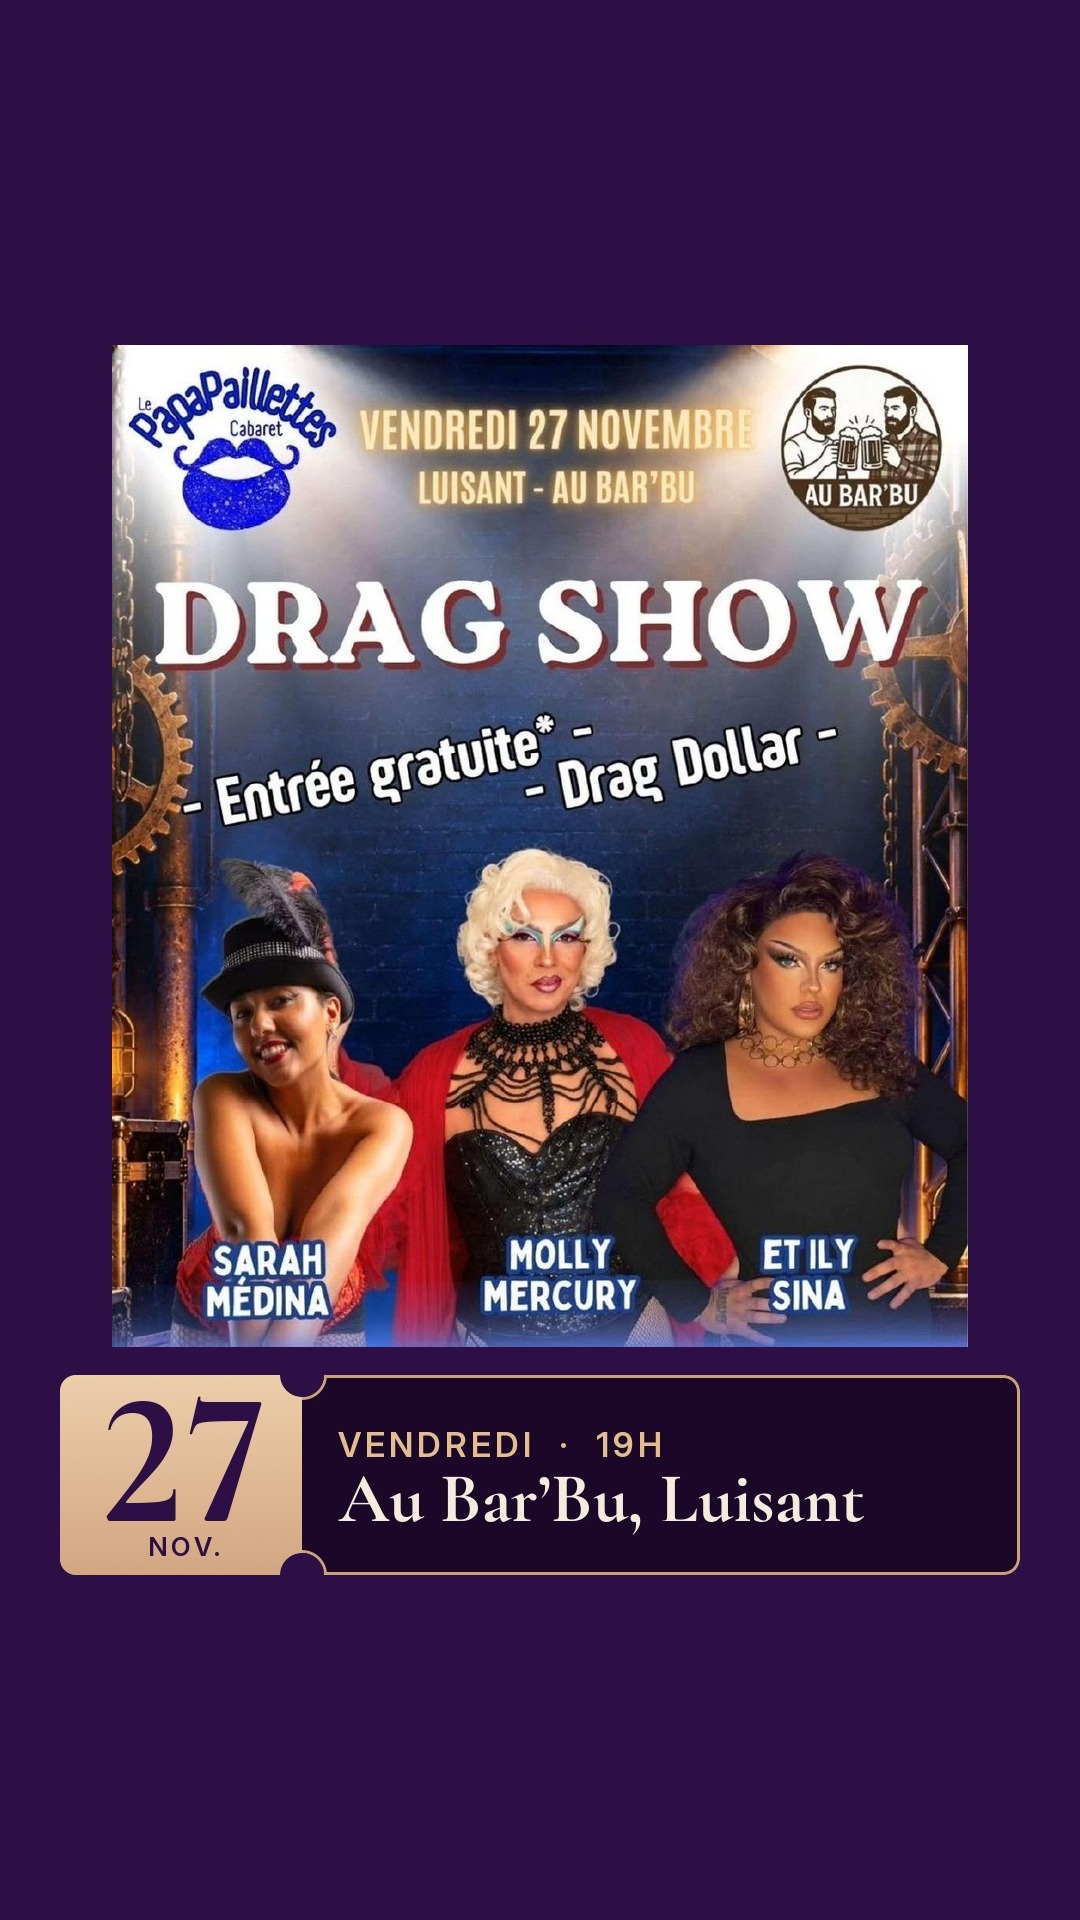 Le
PapaPaillettes
Cabaret
VENDREDI 27 NOVEMBRE
LUISANT - AU BAR'BU
AU BAR'BU
DRAG SHOW
- Entrée gratuite* -
- Drag Dollar -
SARAH
MÉDINA
MOLLY
MERCURY
ET ILY
SINA
27
NOV.
VENDREDI · 19H
Au Bar’Bu, Luisant